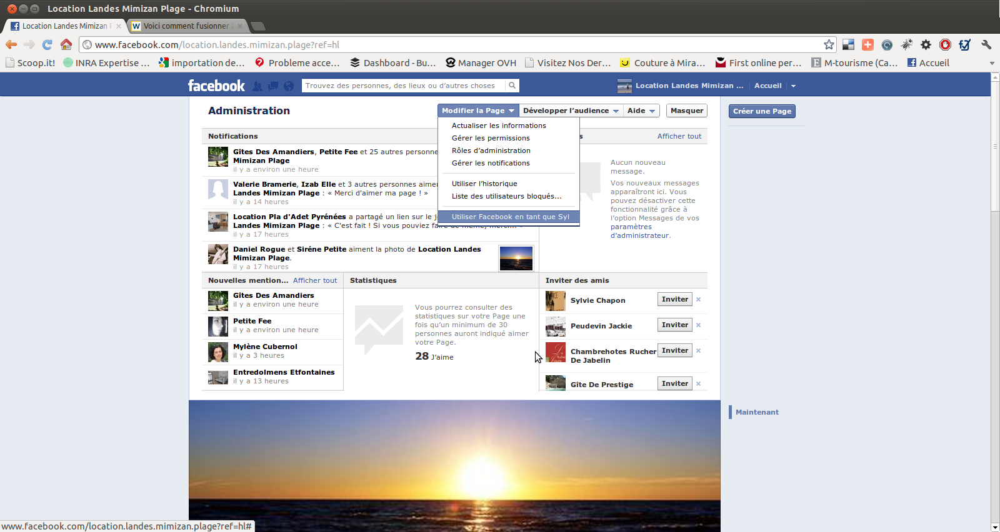 Location Landes Mimizan Plage - Chromium
Location Landes Mimizan
Voici comment fusionner
www.facebook.com/location.landes.mimizan.plage?ref=hl
Scoop.it!
INRA Expertise ...
importation de...
Probleme acce...
Dashboard - Bu...
Manager OVH
Visitez Nos Der...
Couture à Mira...
First online per...
M-tourisme (Ca...
Accueil
facebook
Trouvez des personnes, des lieux ou d’autres choses
Location Landes Mimizan ...
Accueil
Administration
Modifier la Page
Développer l’audience
Aide
Masquer
Créer une Page
Actualiser les informations
Gérer les permissions
Rôles d’administration
Gérer les notifications
Utiliser l’historique
Liste des utilisateurs bloqués...
Utiliser Facebook en tant que Syl
Notifications
Gîtes Des Amandiers, Petite Fee et 25 autres personne
Mimizan Plage
il y a environ une heure
Valerie Bramerie, Izab Elle et 3 autres personnes aimen
Landes Mimizan Plage : « Merci d'aimer ma page ! »
il y a 14 heures
Location Pla d'Adet Pyrénées a partagé un lien sur le jo
Landes Mimizan Plage : « C'est fait ! Si vous pouviez faire de même, merci... »
il y a 17 heures
Daniel Rogue et Siréne Petite aiment la photo de Location Landes
Mimizan Plage.
il y a 17 heures
s
Afficher tout
Aucun nouveau
message.
Vos nouveaux messages
apparaîtront ici. Vous
pouvez désactiver cette
fonctionnalité grâce à
l’option Messages de vos
paramètres
d’administrateur.
Nouvelles mention...
Afficher tout
Gîtes Des Amandiers
il y a environ une heure
Petite Fee
il y a environ une heure
Mylène Cubernol
il y a 3 heures
Entredolmens Etfontaines
il y a 13 heures
Statistiques
Vous pourrez consulter des
statistiques sur votre Page une
fois qu’un minimum de 30
personnes auront indiqué aimer
votre Page.
28 J’aime
Inviter des amis
Sylvie Chapon
Inviter
Peudevin Jackie
Inviter
Chambrehotes Rucher
De Jabelin
Inviter
Gîte De Prestige
Inviter
Maintenant
www.facebook.com/location.landes.mimizan.plage?ref=hl#